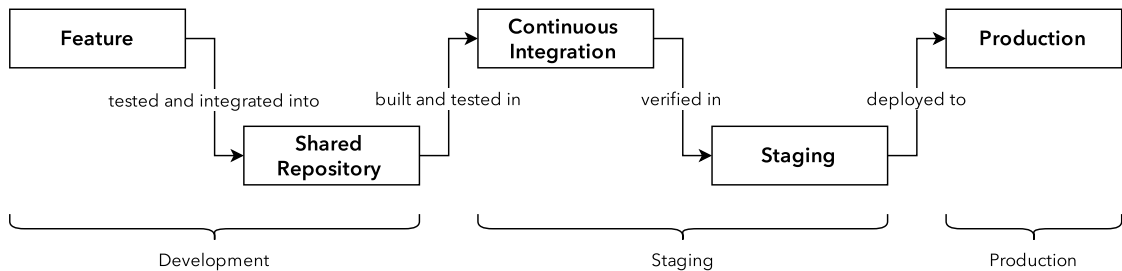 Feature
Continuous
Integration
Production
tested and integrated into
built and tested in
verified in
deployed to
Shared
Repository
Staging
Development
Staging
Production